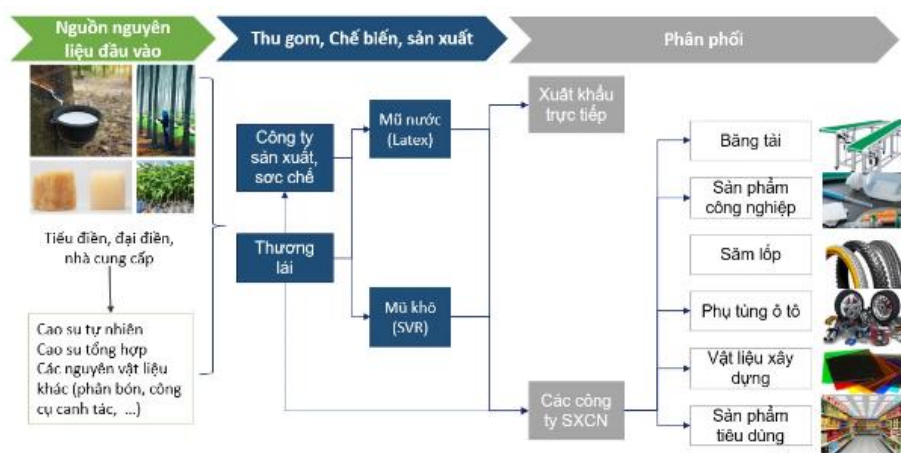 Nguồn nguyên
liệu đầu vào
Thu gom, Chế biến, sản xuất
Phân phối
Tiểu điền, đại điền,
nhà cung cấp
Cao su tự nhiên
Cao su tổng hợp
Các nguyên vật liệu
khác (phân bón, công
cụ canh tác, ...)
Công ty
sản xuất,
sơ chế
Thương
lái
Mũ nước
(Latex)
Mũ khô
(SVR)
Xuất khẩu
trực tiếp
Các công
ty SXCN
Băng tải
Sản phẩm
công nghiệp
Săm lốp
Phụ tùng ô tô
Vật liệu xây
dựng
Sản phẩm
tiêu dùng